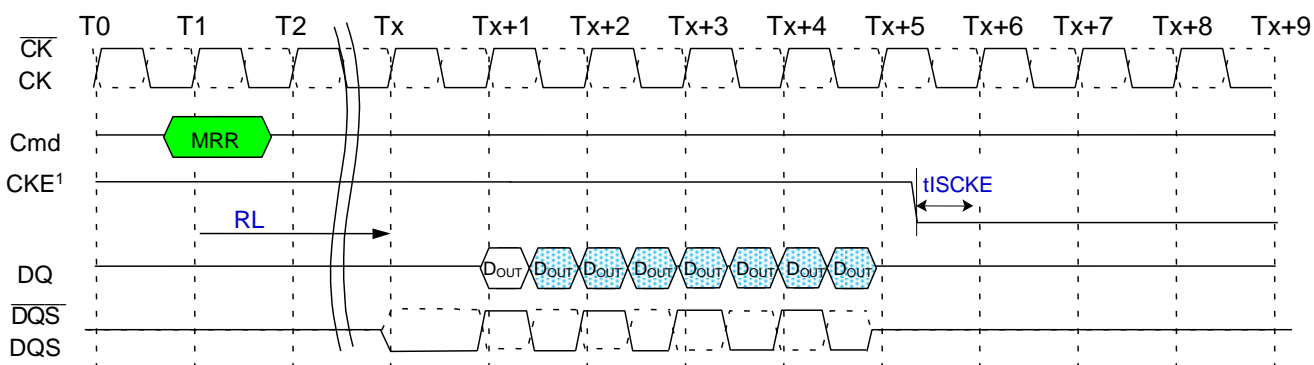 T0 T1 T2 Tx Tx+1 Tx+2 Tx+3 Tx+4 Tx+5 Tx+6 Tx+7 Tx+8 Tx+9
CK
CK
Cmd MRR
CKE1
tISCKE
RL
DQ DOUT DOUT DOUT DOUT DOUT DOUT DOUT DOUT
DQS
DQS